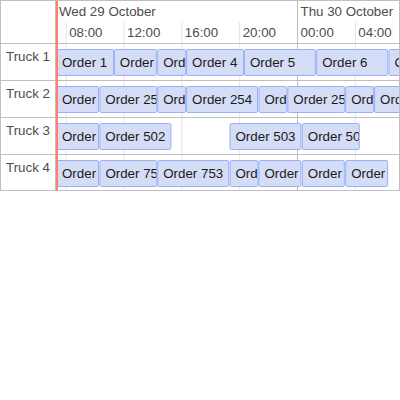 Wed 29 October Thu 30 October
08:00 12:00 16:00 20:00 00:00 04:00
Truck 1 Order 1 Order Ord Order 4 Order 5 Order 6
Truck 2 Order Order 25 Ord Order 254 Ord Order 25 Ord Ord
Truck 3 Order Order 502 Order 503 Order 50
Truck 4 Order Order 75 Order 753 Ord Order Order Order